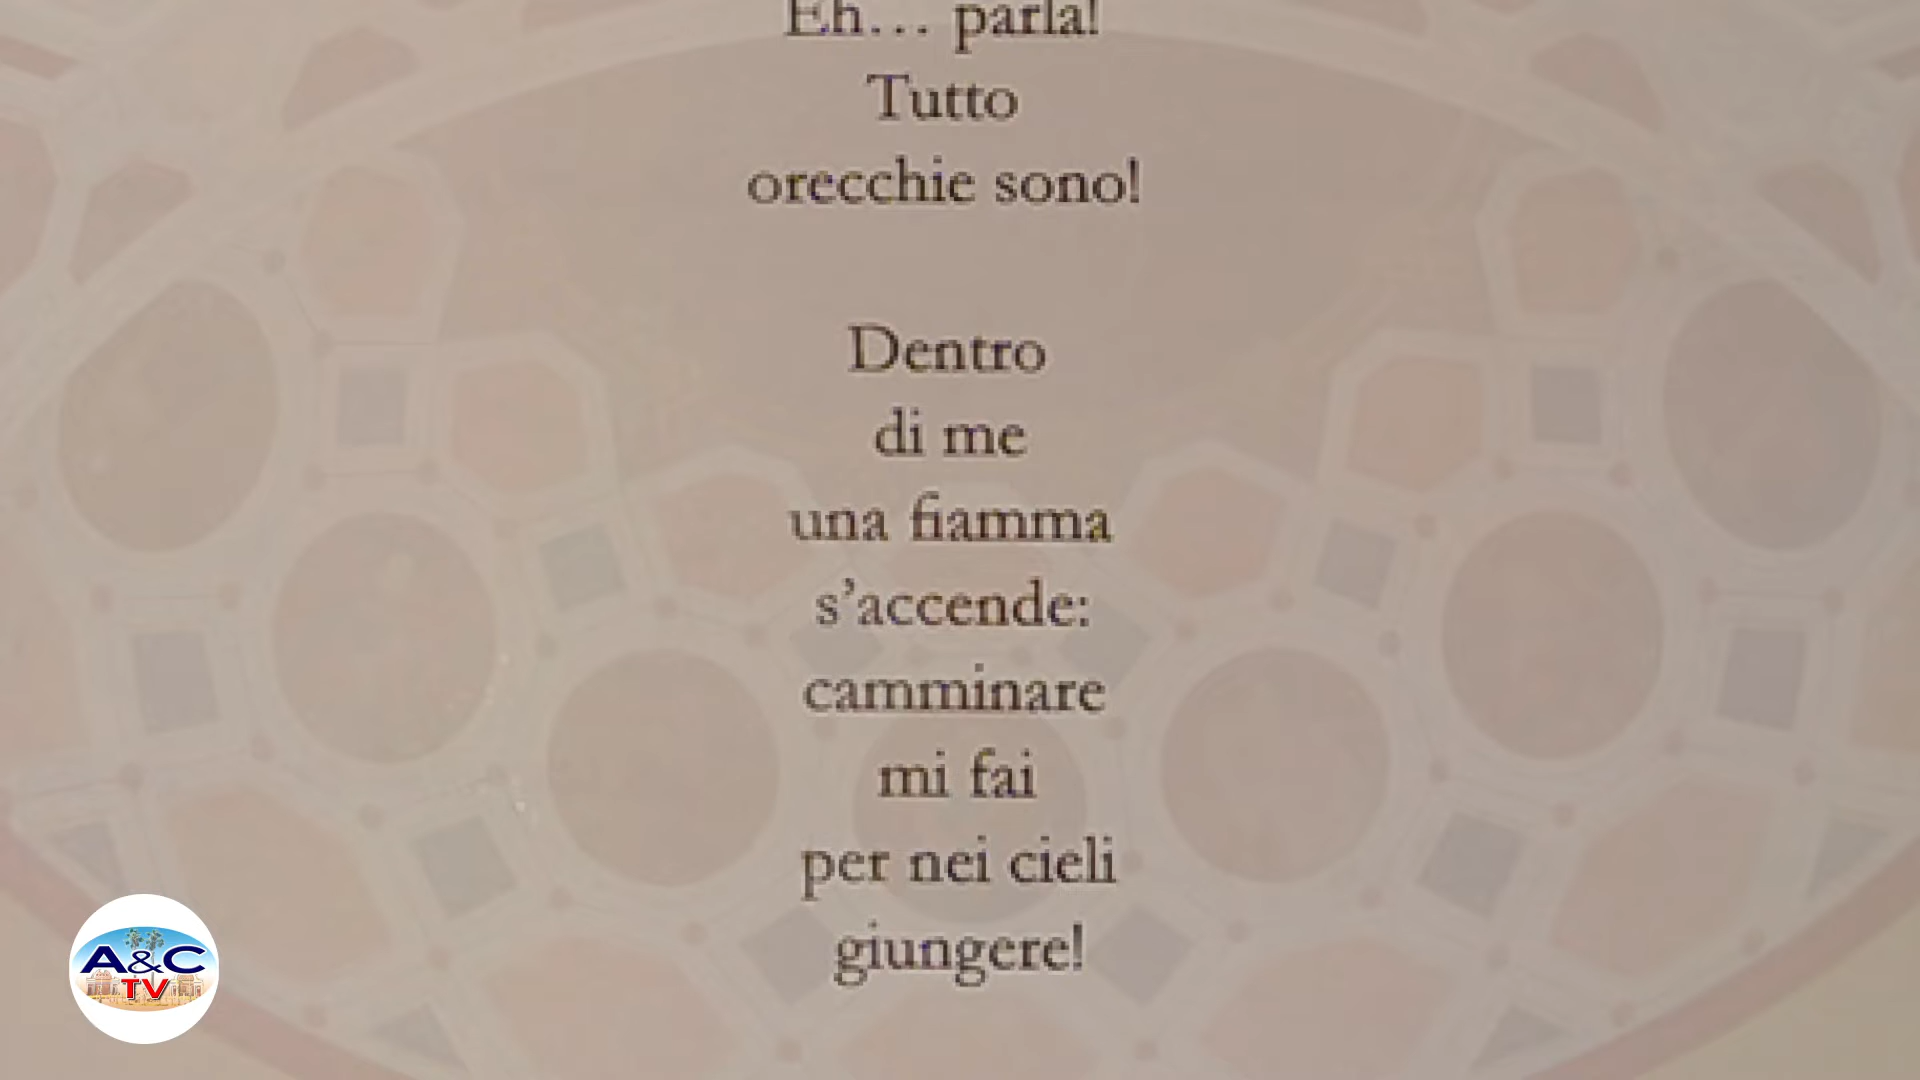 Eh… parla!
Tutto
orecchie sono!
Dentro
di me
una fiamma
s’accende:
camminare
mi fai
per nei cieli
giungere!
A&C
TV